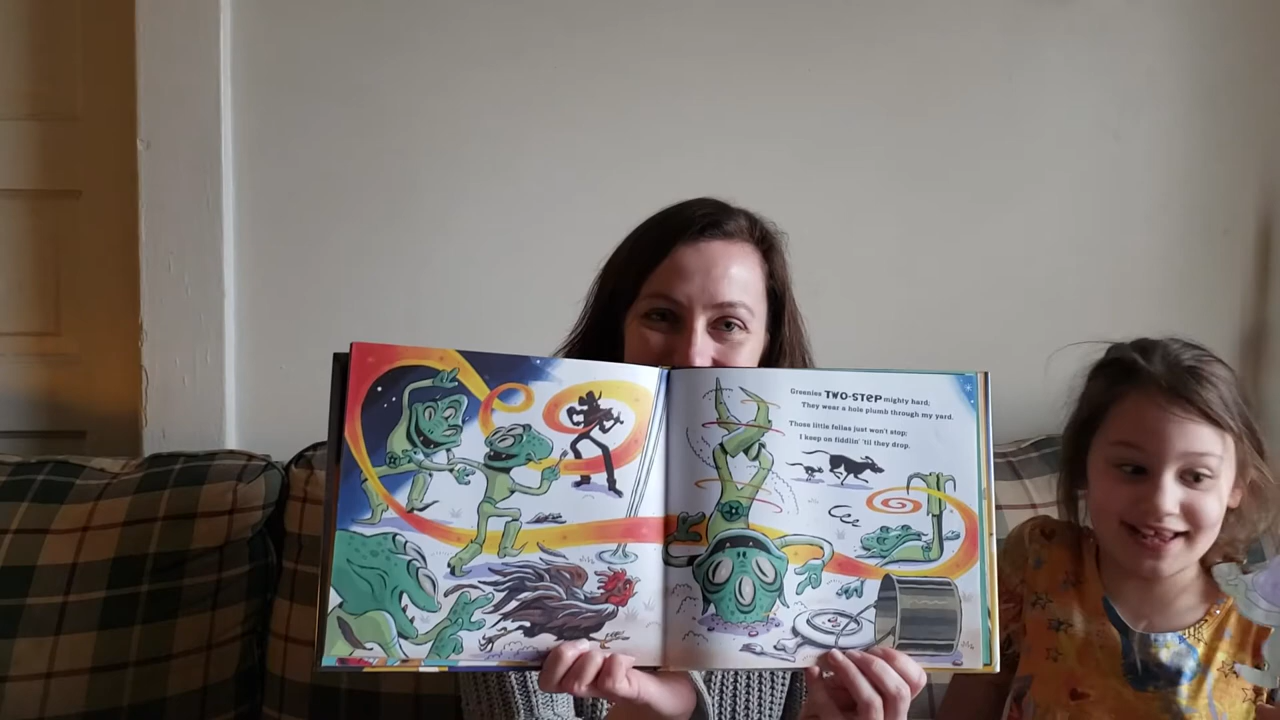 Greenies TWO-STEP mighty hard;
They wear a hole plumb through my yard.
Those little fellas just won't stop;
I keep on fiddlin' 'til they drop.